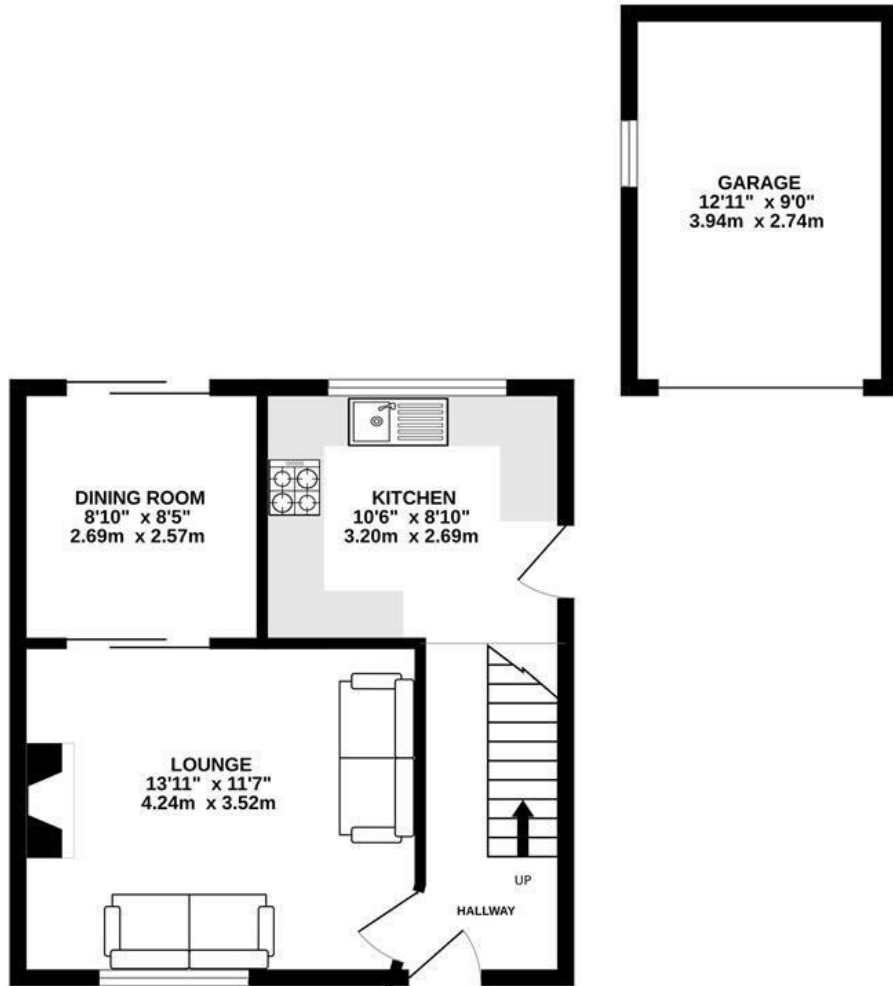 GARAGE
12'11" x 9'0"
3.94m x 2.74m
DINING ROOM
8'10" x 8'5"
2.69m x 2.57m
KITCHEN
10'6" x 8'10"
3.20m x 2.69m
LOUNGE
13'11" x 11'7"
4.24m x 3.52m
UP
HALLWAY